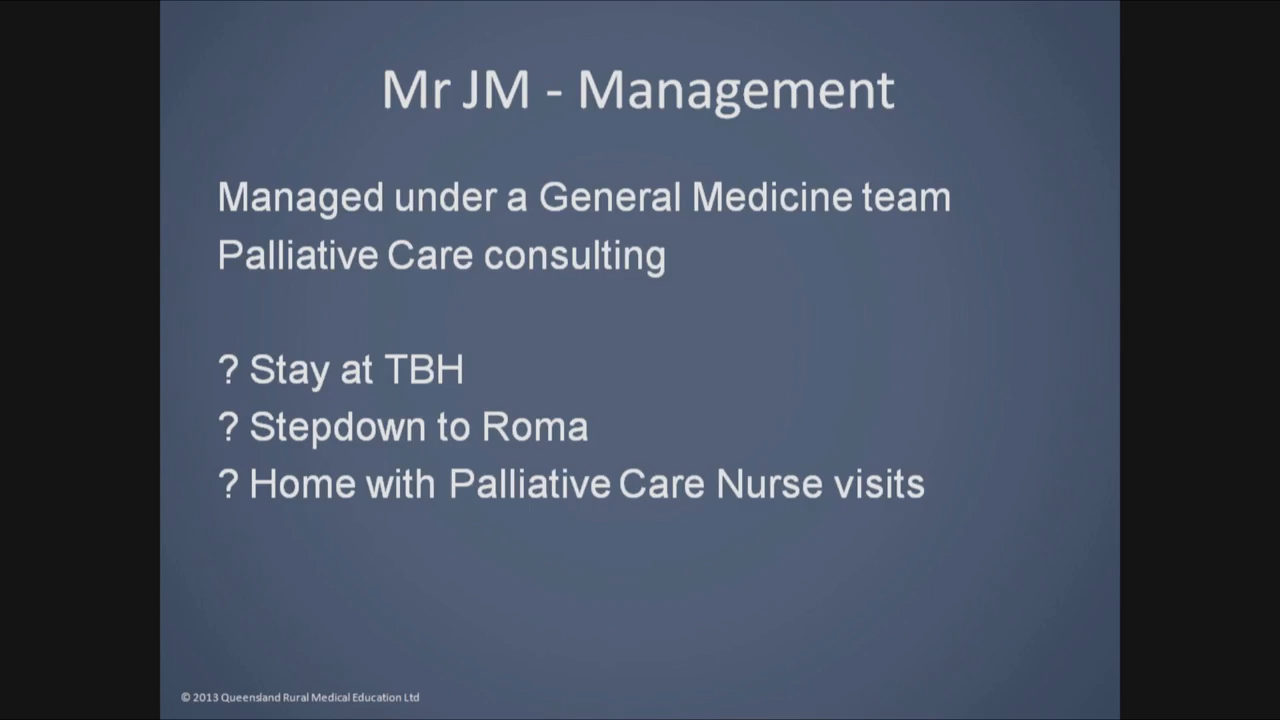 Mr JM - Management
Managed under a General Medicine team
Palliative Care consulting
? Stay at TBH
? Stepdown to Roma
? Home with Palliative Care Nurse visits
© 2013 Queensland Rural Medical Education Ltd